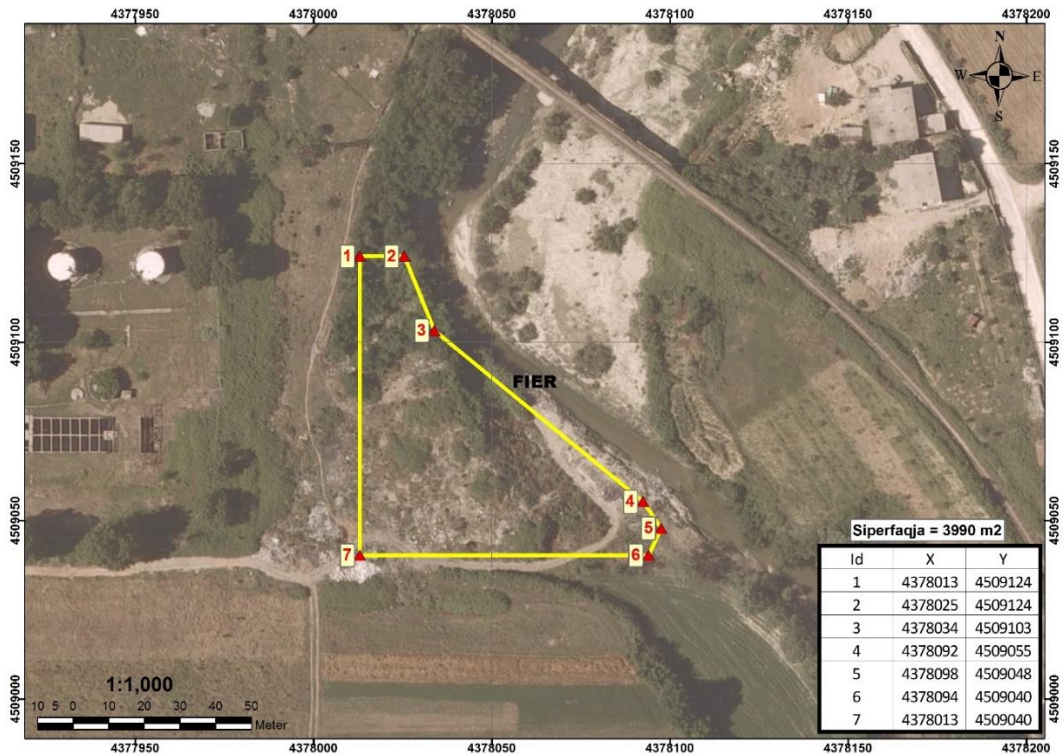 4377950 4378000 4378050 4378100 4378150 4378200
N
W E
S
4509150 4509150
1 2
3
4509100 4509100
FIER
4
4509050 5 4509050
Siperfaqja = 3990 m2
7 6
Id X Y
1 4378013 4509124
2 4378025 4509124
3 4378034 4509103
4 4378092 4509055
5 4378098 4509048
6 4378094 4509040
7 4378013 4509040
1:1,000
4509000 4509000
10 5 0 10 20 30 40 50
Meter
4377950 4378000 4378050 4378100 4378150 4378200